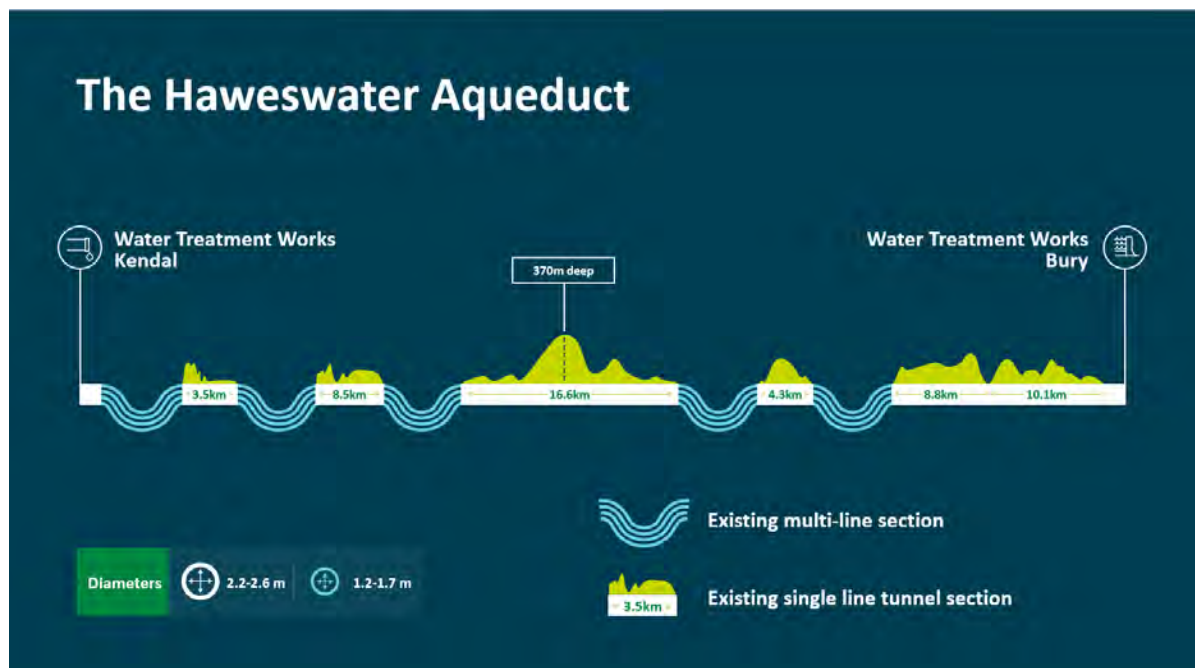 The Haweswater Aqueduct
Water Treatment Works
Kendal
Water Treatment Works
Bury
370m deep
3.5km
8.5km
16.6km
4.3km
8.8km
10.1km
Existing multi-line section
Diameters
2.2-2.6 m
1.2-1.7 m
3.5km
Existing single line tunnel section